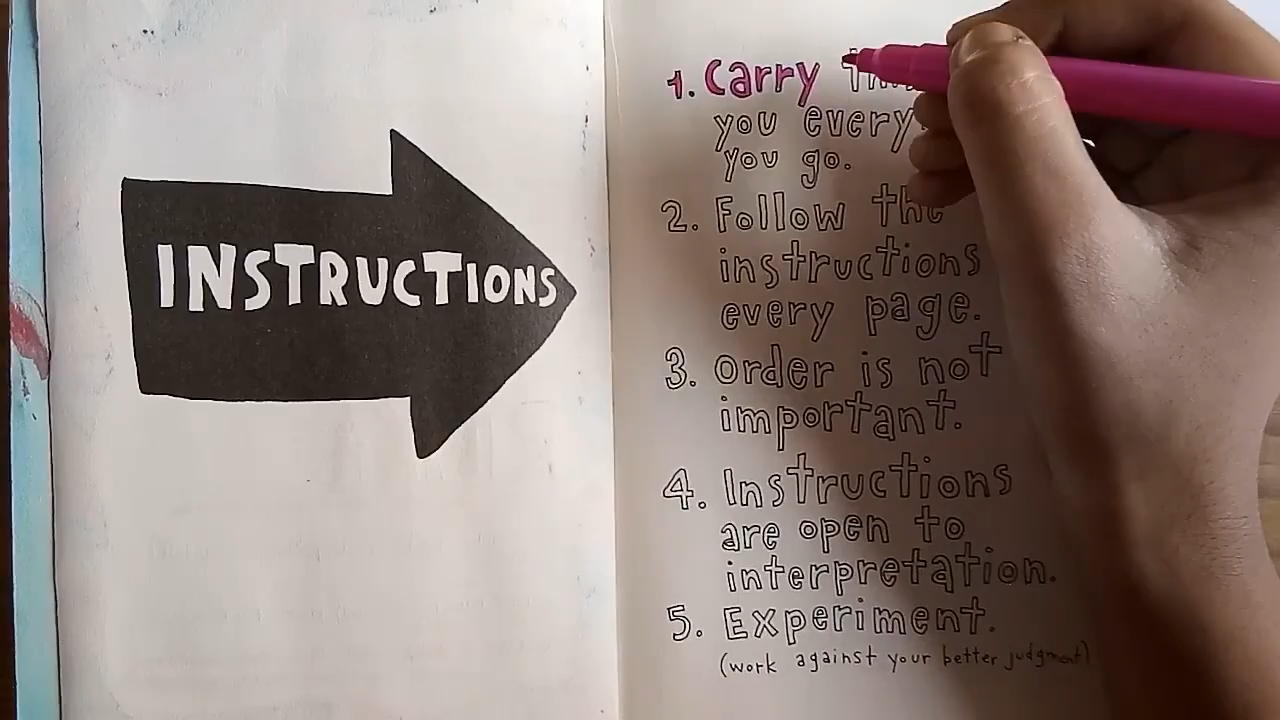 INSTRUCTIONS
1. Carry
you every
you go.
2. Follow the
instructions
every page.
3. Order is not
important.
4. Instructions
are open to
interpretation.
5. Experiment.
(work against your better judgment)